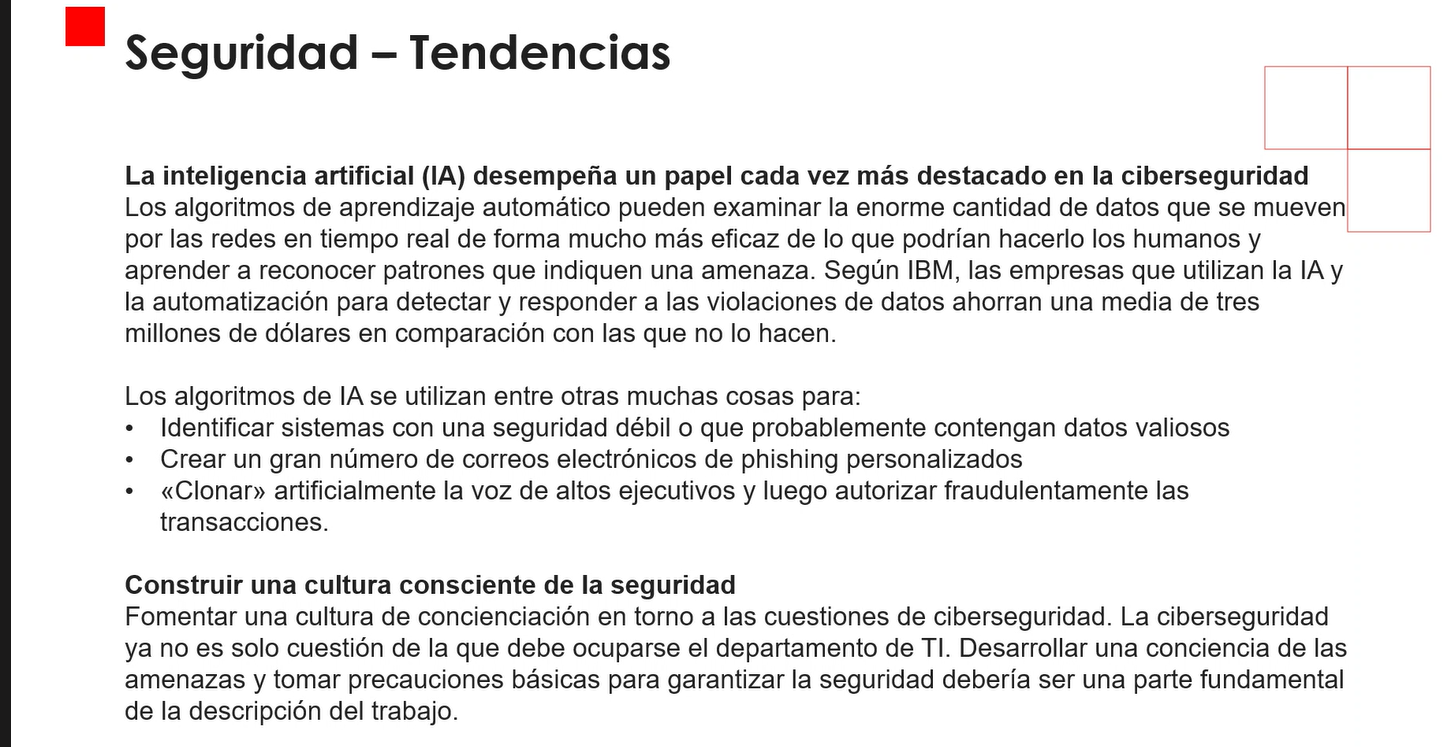 Seguridad – Tendencias
La inteligencia artificial (IA) desempeña un papel cada vez más destacado en la ciberseguridad
Los algoritmos de aprendizaje automático pueden examinar la enorme cantidad de datos que se mueven
por las redes en tiempo real de forma mucho más eficaz de lo que podrían hacerlo los humanos y
aprender a reconocer patrones que indiquen una amenaza. Según IBM, las empresas que utilizan la IA y
la automatización para detectar y responder a las violaciones de datos ahorran una media de tres
millones de dólares en comparación con las que no lo hacen.
Los algoritmos de IA se utilizan entre otras muchas cosas para:
• Identificar sistemas con una seguridad débil o que probablemente contengan datos valiosos
• Crear un gran número de correos electrónicos de phishing personalizados
• «Clonar» artificialmente la voz de altos ejecutivos y luego autorizar fraudulentamente las
transacciones.
Construir una cultura consciente de la seguridad
Fomentar una cultura de concienciación en torno a las cuestiones de ciberseguridad. La ciberseguridad
ya no es solo cuestión de la que debe ocuparse el departamento de TI. Desarrollar una conciencia de las
amenazas y tomar precauciones básicas para garantizar la seguridad debería ser una parte fundamental
de la descripción del trabajo.